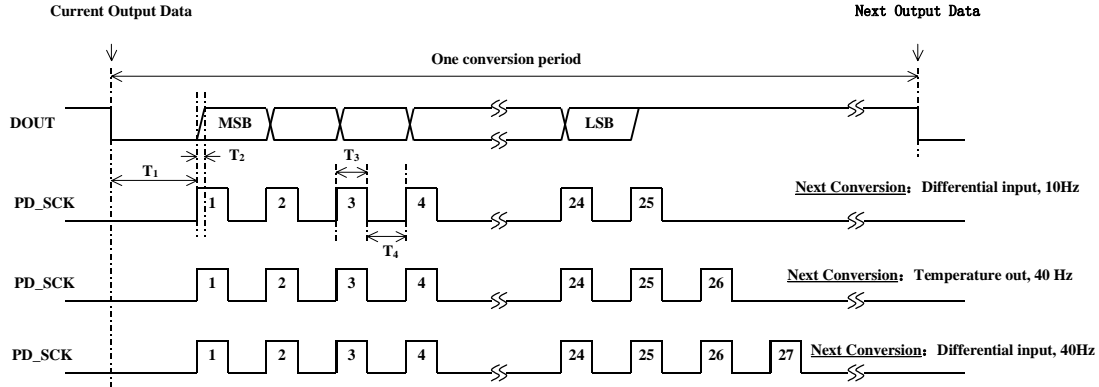 Current Output Data
Next Output Data
One conversion period
DOUT
MSB
LSB
T2
T3
T1
PD_SCK
1 2 3 4 24 25
Next Conversion： Differential input, 10Hz
T4
PD_SCK
1 2 3 4 24 25 26
Next Conversion： Temperature out, 40 Hz
PD_SCK
1 2 3 4 24 25 26 27
Next Conversion： Differential input, 40Hz